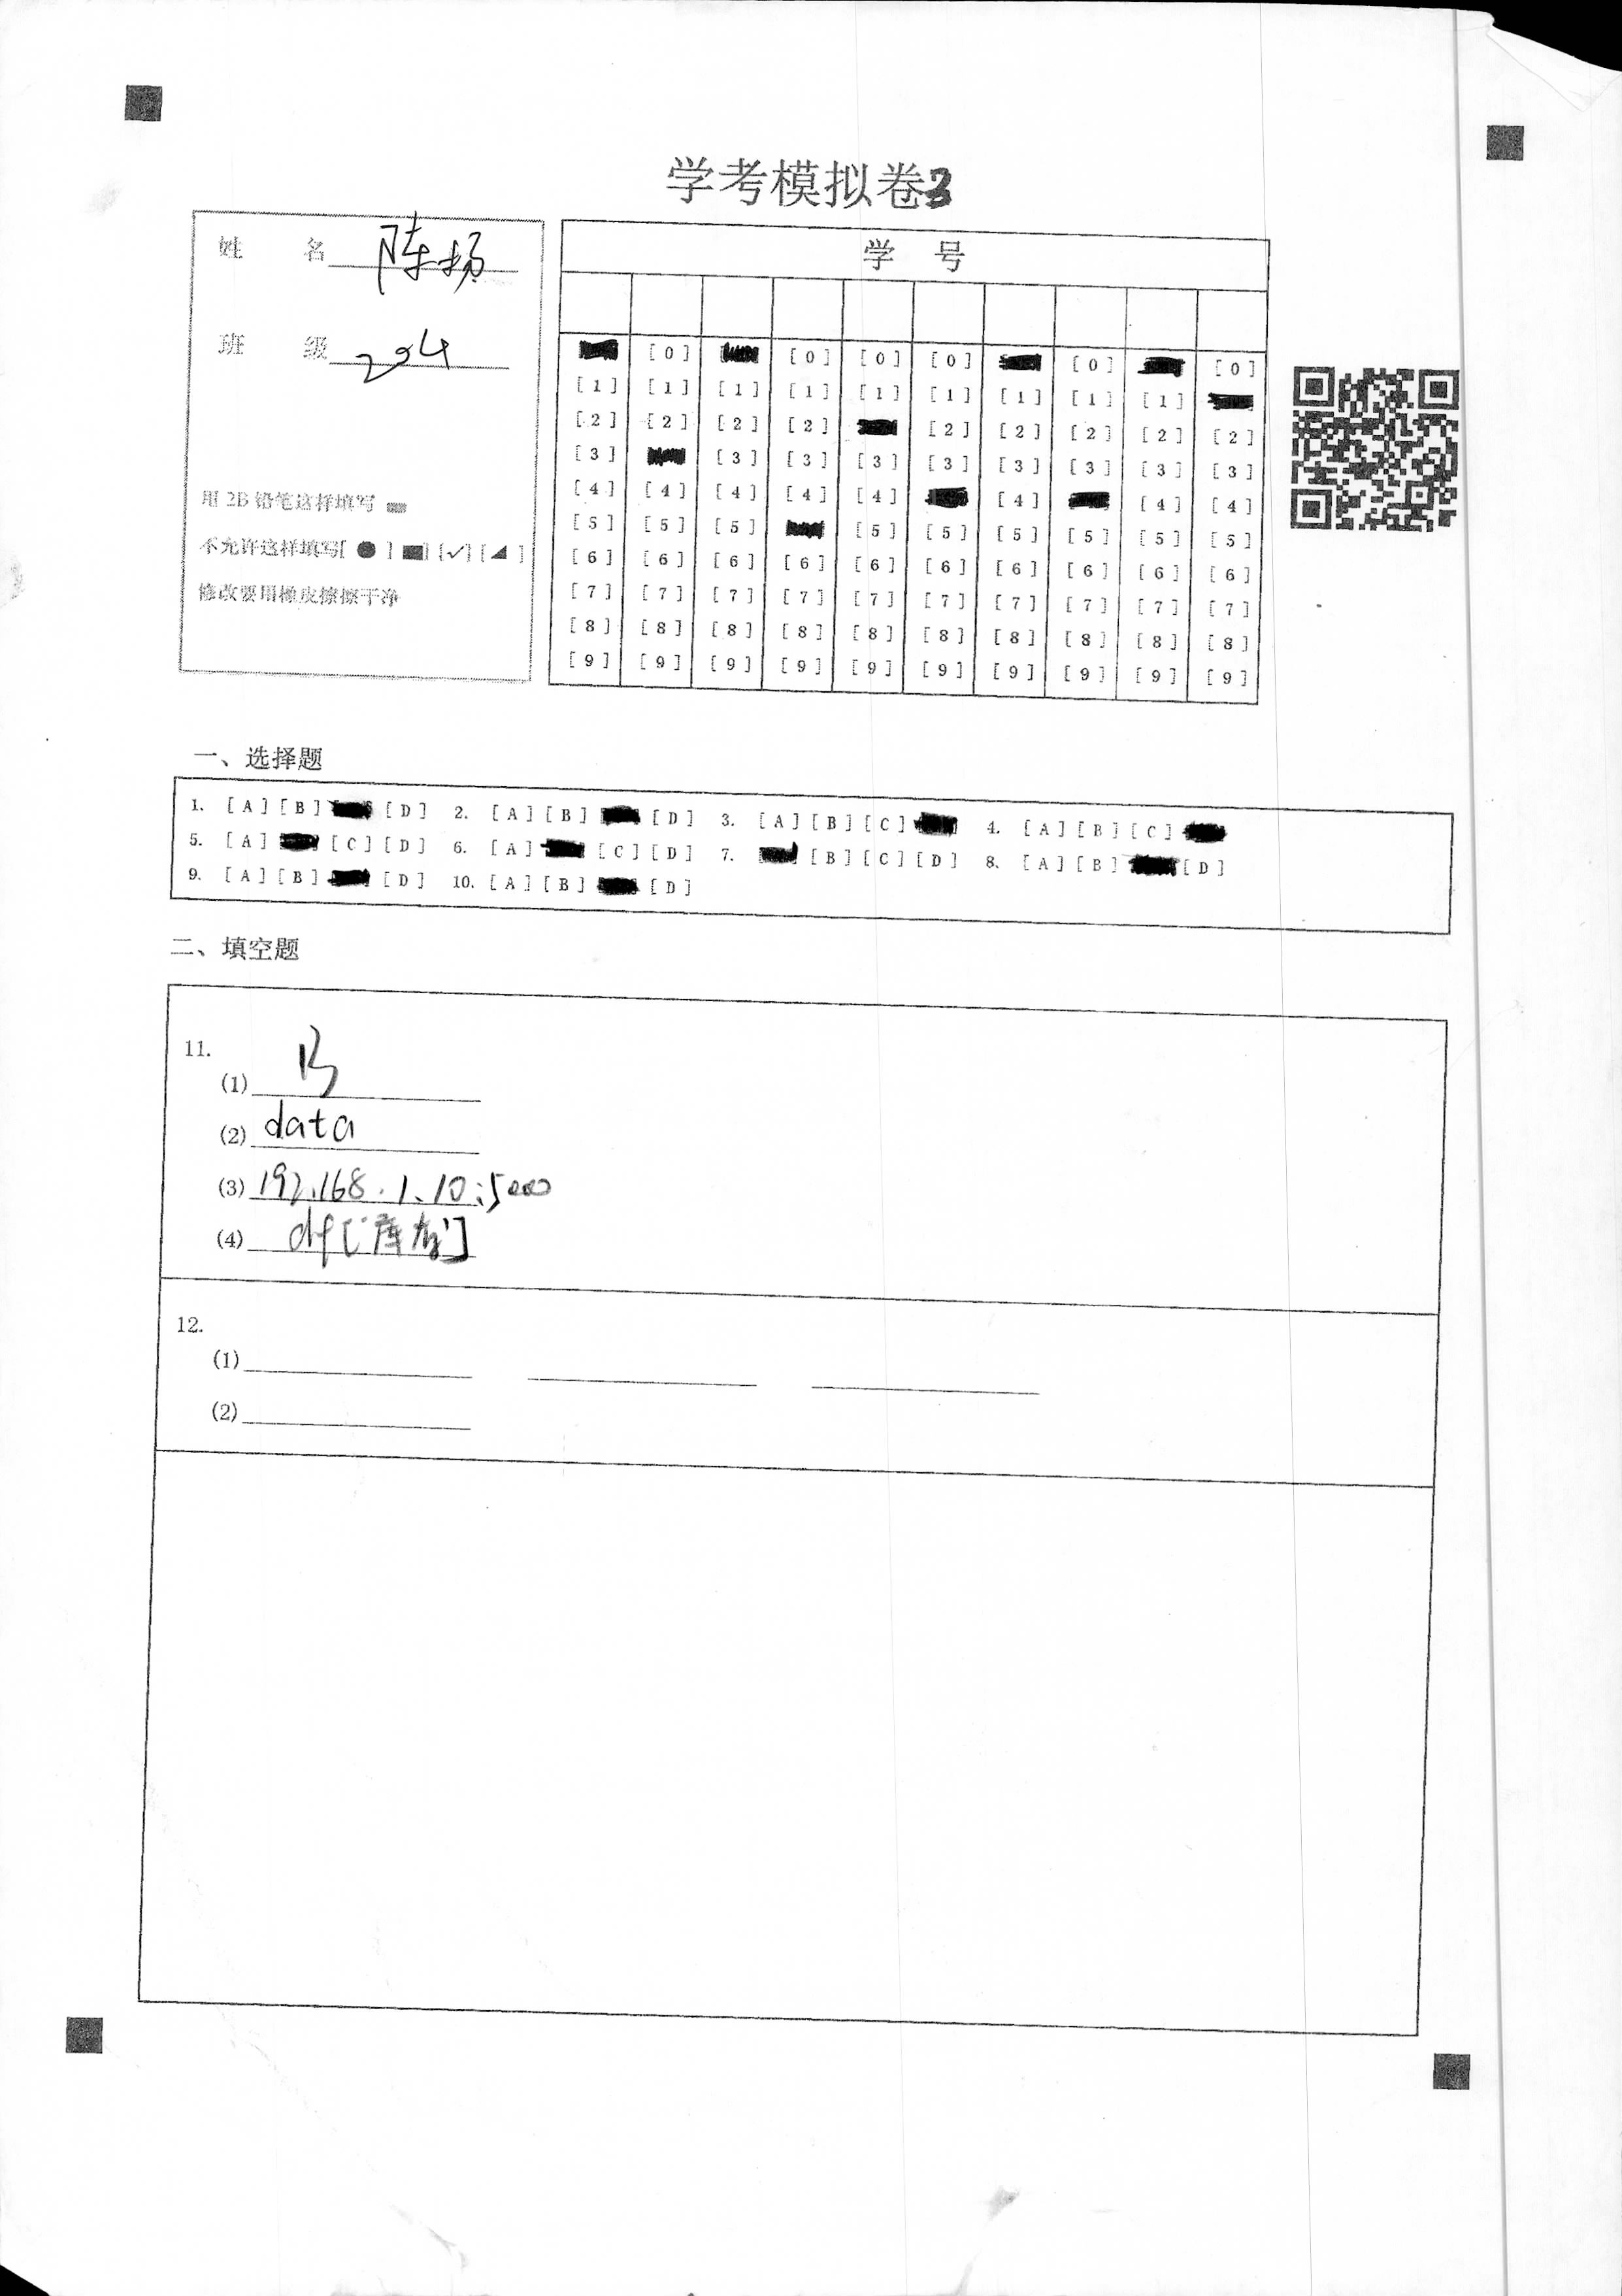 学考模拟卷3
姓 名 陈扬
班 级 204
用 2B 铅笔这样填写
不允许这样填写[ ● ] [■] [✓] [◢ ]
修改要用橡皮擦擦干净
学 号
[0] [0] [0] [0] [0] [0]
[1] [1] [1] [1] [1] [1] [1] [1] [1]
[2] [2] [2] [2] [2] [2] [2] [2] [2]
[3] [3] [3] [3] [3] [3] [3] [3] [3]
[4] [4] [4] [4] [4] [4] [4] [4]
[5] [5] [5] [5] [5] [5] [5] [5] [5]
[6] [6] [6] [6] [6] [6] [6] [6] [6] [6]
[7] [7] [7] [7] [7] [7] [7] [7] [7] [7]
[8] [8] [8] [8] [8] [8] [8] [8] [8] [8]
[9] [9] [9] [9] [9] [9] [9] [9] [9] [9]
一、选择题
1. [A] [B] [D] 2. [A] [B] [D] 3. [A] [B] [C] 4. [A] [B] [C]
5. [A] [C] [D] 6. [A] [C] [D] 7. [B] [C] [D] 8. [A] [B] [D]
9. [A] [B] [D] 10. [A] [B] [D]
二、填空题
11.
(1) B
(2) data
(3) 192.168.1.10:5000
(4) df['库存']
12.
(1)
(2)